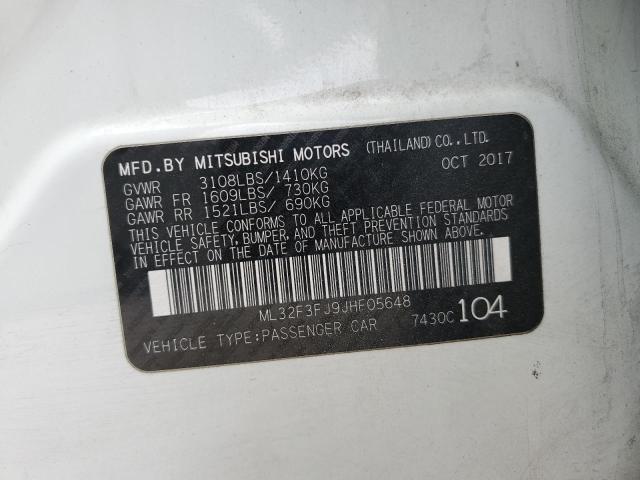 MFD.BY MITSUBISHI MOTORS (THAILAND) CO.,LTD.
OCT 2017
GVWR 3108LBS/1410KG
GAWR FR 1609LBS/ 730KG
GAWR RR 1521LBS/ 690KG
THIS VEHICLE CONFORMS TO ALL APPLICABLE FEDERAL MOTOR
VEHICLE SAFETY, BUMPER, AND THEFT PREVENTION STANDARDS
IN EFFECT ON THE DATE OF MANUFACTURE SHOWN ABOVE.
ML32F3FJ9JHF05648
VEHICLE TYPE:PASSENGER CAR 7430C 104